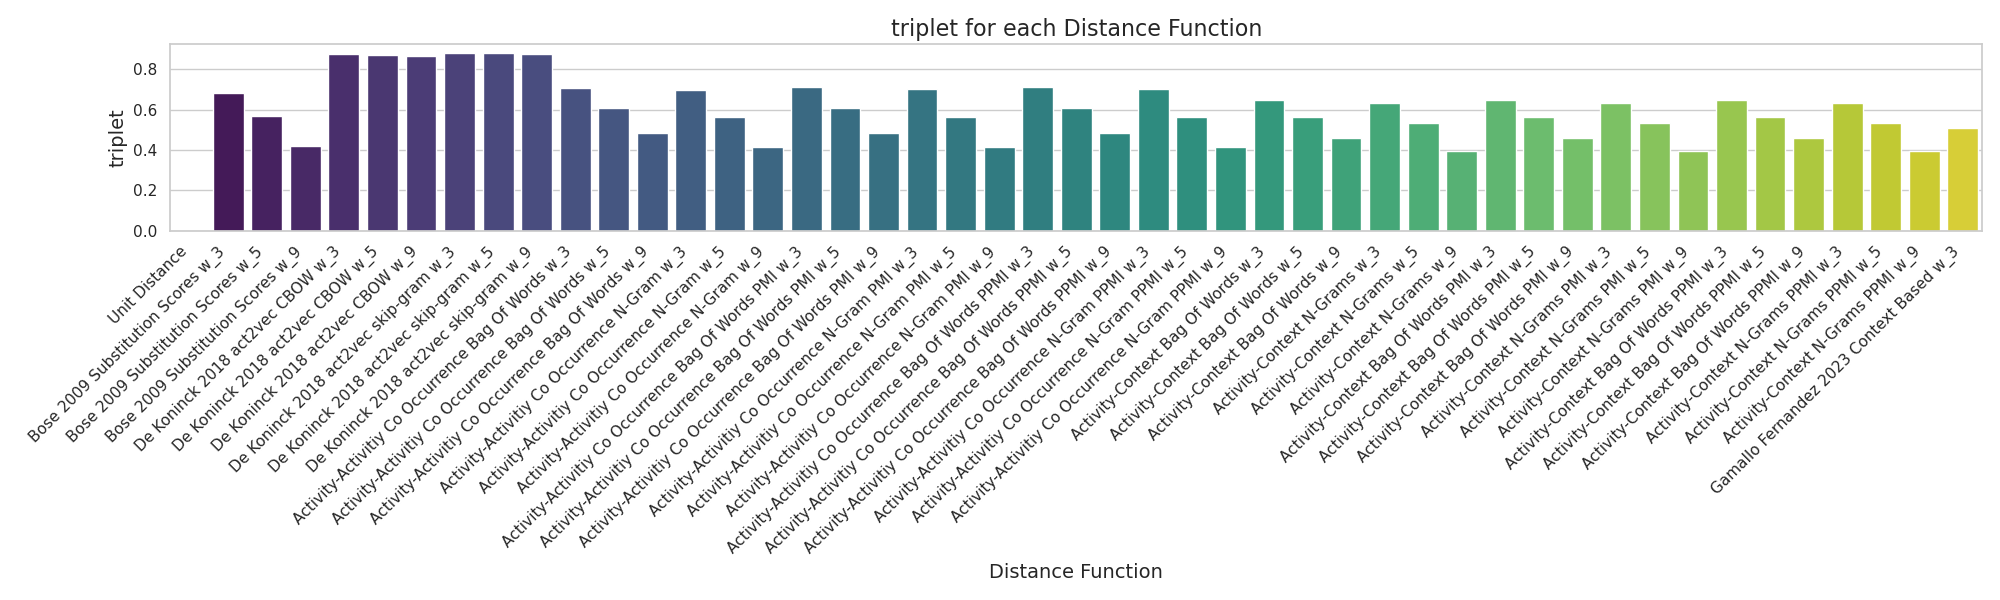 triplet for each Distance Function
triplet
0.8
0.6
0.4
0.2
0.0
Unit Distance
Bose 2009 Substitution Scores w_3
Bose 2009 Substitution Scores w_5
Bose 2009 Substitution Scores w_9
De Koninck 2018 act2vec CBOW w_3
De Koninck 2018 act2vec CBOW w_5
De Koninck 2018 act2vec CBOW w_9
De Koninck 2018 act2vec skip-gram w_3
De Koninck 2018 act2vec skip-gram w_5
De Koninck 2018 act2vec skip-gram w_9
Activity-Activitiy Co Occurrence Bag Of Words w_3
Activity-Activitiy Co Occurrence Bag Of Words w_5
Activity-Activitiy Co Occurrence Bag Of Words w_9
Activity-Activitiy Co Occurrence N-Gram w_3
Activity-Activitiy Co Occurrence N-Gram w_5
Activity-Activitiy Co Occurrence N-Gram w_9
Activity-Activitiy Co Occurrence Bag Of Words PMI w_3
Activity-Activitiy Co Occurrence Bag Of Words PMI w_5
Activity-Activitiy Co Occurrence Bag Of Words PMI w_9
Activity-Activitiy Co Occurrence N-Gram PMI w_3
Activity-Activitiy Co Occurrence N-Gram PMI w_5
Activity-Activitiy Co Occurrence N-Gram PMI w_9
Activity-Activitiy Co Occurrence Bag Of Words PPMI w_3
Activity-Activitiy Co Occurrence Bag Of Words PPMI w_5
Activity-Activitiy Co Occurrence Bag Of Words PPMI w_9
Activity-Activitiy Co Occurrence N-Gram PPMI w_3
Activity-Activitiy Co Occurrence N-Gram PPMI w_5
Activity-Activitiy Co Occurrence N-Gram PPMI w_9
Activity-Context Bag Of Words w_3
Activity-Context Bag Of Words w_5
Activity-Context Bag Of Words w_9
Activity-Context N-Grams w_3
Activity-Context N-Grams w_5
Activity-Context N-Grams w_9
Activity-Context Bag Of Words PMI w_3
Activity-Context Bag Of Words PMI w_5
Activity-Context Bag Of Words PMI w_9
Activity-Context N-Grams PMI w_3
Activity-Context N-Grams PMI w_5
Activity-Context N-Grams PMI w_9
Activity-Context Bag Of Words PPMI w_3
Activity-Context Bag Of Words PPMI w_5
Activity-Context Bag Of Words PPMI w_9
Activity-Context N-Grams PPMI w_3
Activity-Context N-Grams PPMI w_5
Activity-Context N-Grams PPMI w_9
Gamallo Fernandez 2023 Context Based w_3
Distance Function